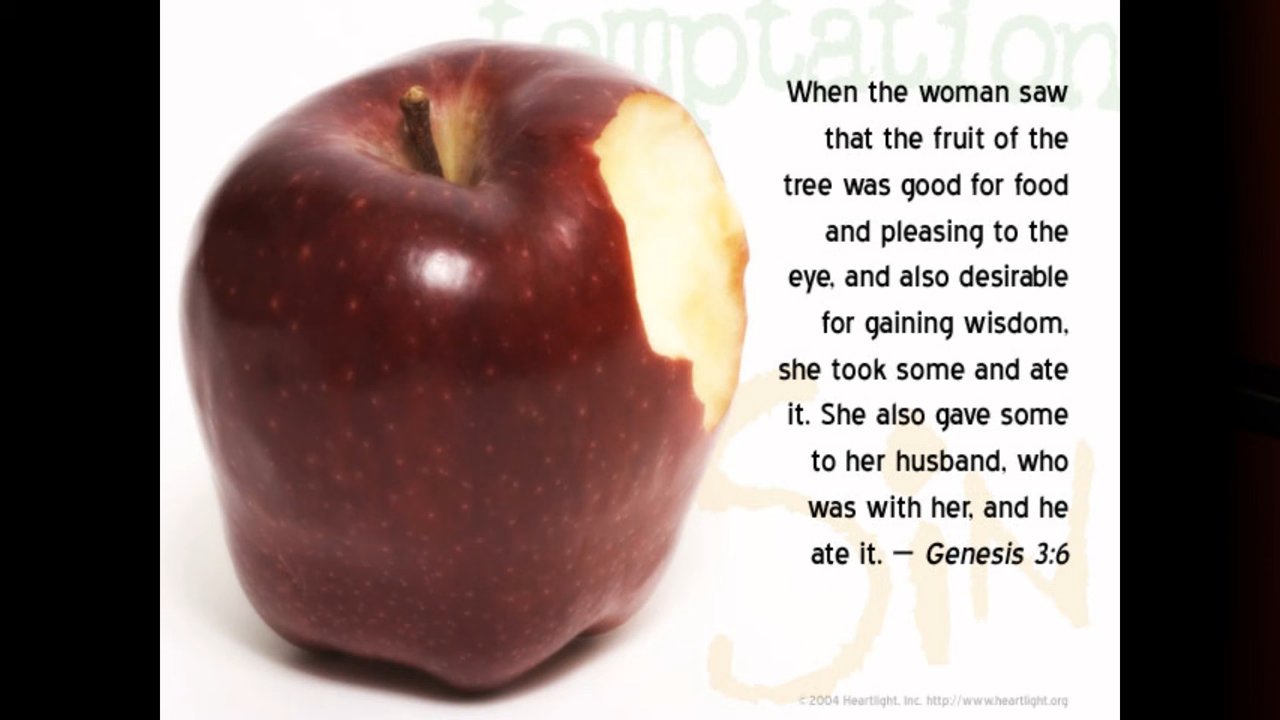 temptation
When the woman saw
that the fruit of the
tree was good for food
and pleasing to the
eye, and also desirable
for gaining wisdom,
she took some and ate
it. She also gave some
to her husband, who
was with her, and he
ate it. — Genesis 3:6
SiN
©2004 Heartlight, Inc. http://www.heartlight.org